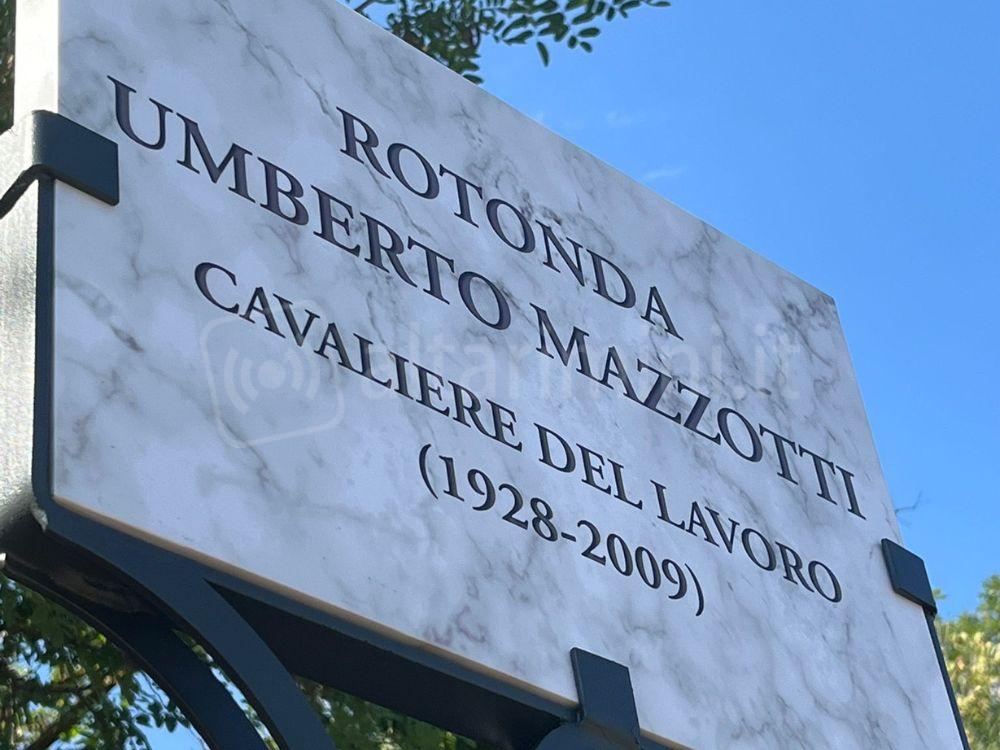 ROTONDA
UMBERTO MAZZOTTI
CAVALIERE DEL LAVORO
(1928-2009)